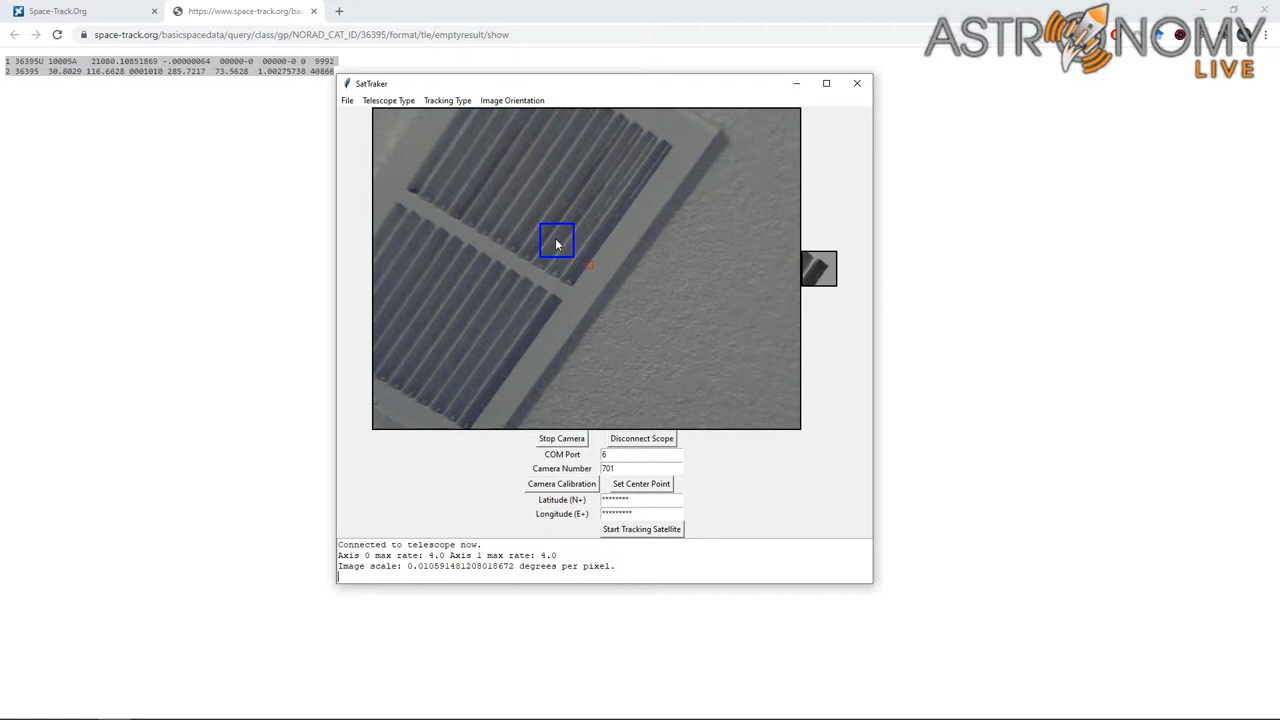 Space-Track.Org
https://www.space-track.org/bas
space-track.org/basicspacedata/query/class/gp/NORAD_CAT_ID/36395/format/tle/emptyresult/show
ASTRONOMY
LIVE
1 36395U 10005A   21080.10851869 -.00000064  00000-0  00000-0 0  9992
2 36395  30.8029 116.6628 0001010 285.7217  73.5628  1.00275738 40866
SatTraker
File Telescope Type Tracking Type Image Orientation
Stop Camera Disconnect Scope
COM Port 6
Camera Number 701
Camera Calibration Set Center Point
Latitude (N+) ********
Longitude (E+) *********
Start Tracking Satellite
Connected to telescope now.
Axis 0 max rate: 4.0 Axis 1 max rate: 4.0
Image scale: 0.010591481208018672 degrees per pixel.